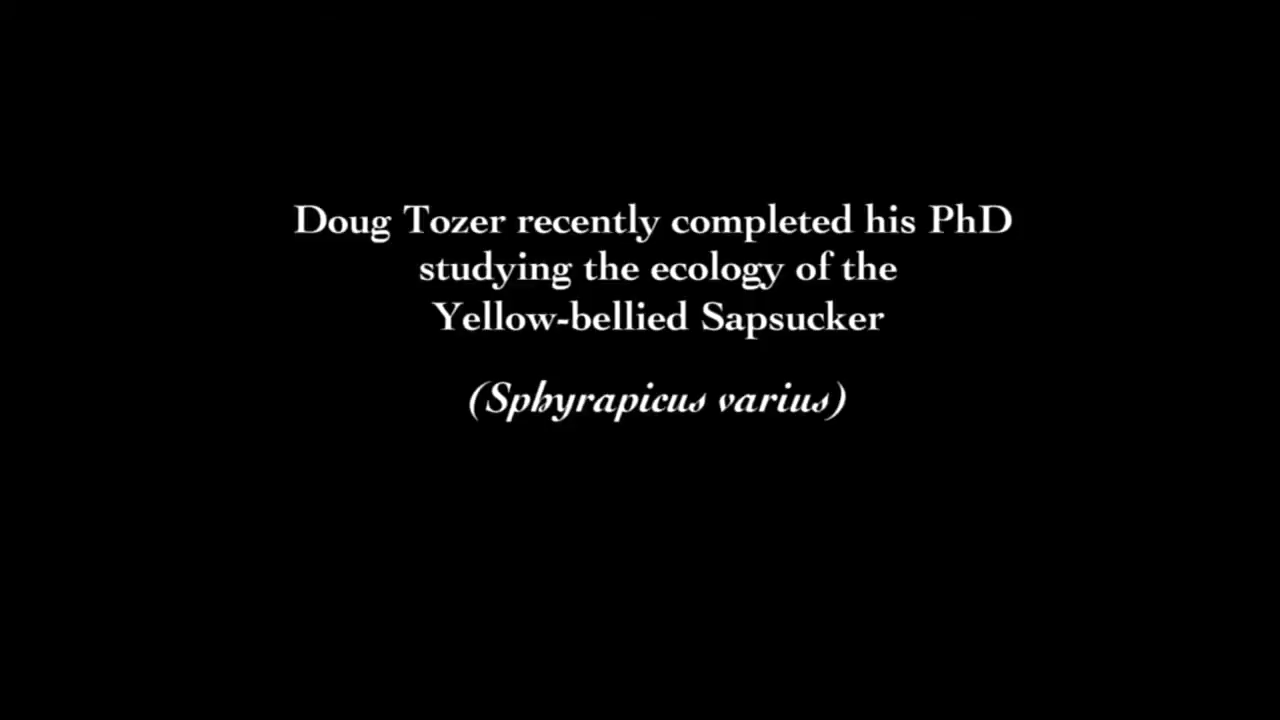 Doug Tozer recently completed his PhD
studying the ecology of the
Yellow-bellied Sapsucker
(Sphyrapicus varius)